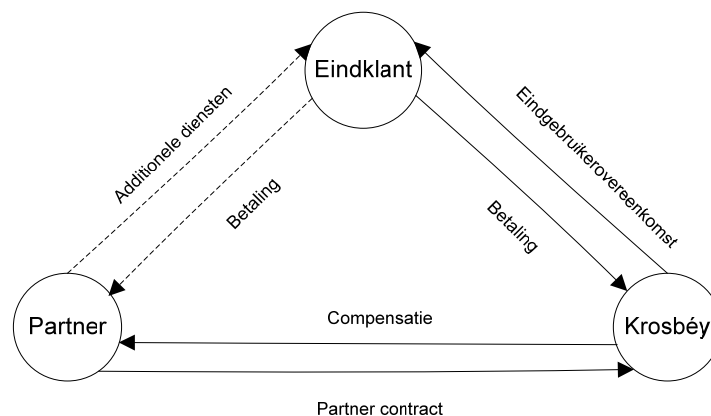 Eindklant
Additionele diensten
Eindgebruikerovereenkomst
Betaling
Betaling
Partner
Compensatie
Krosbéy
Partner contract